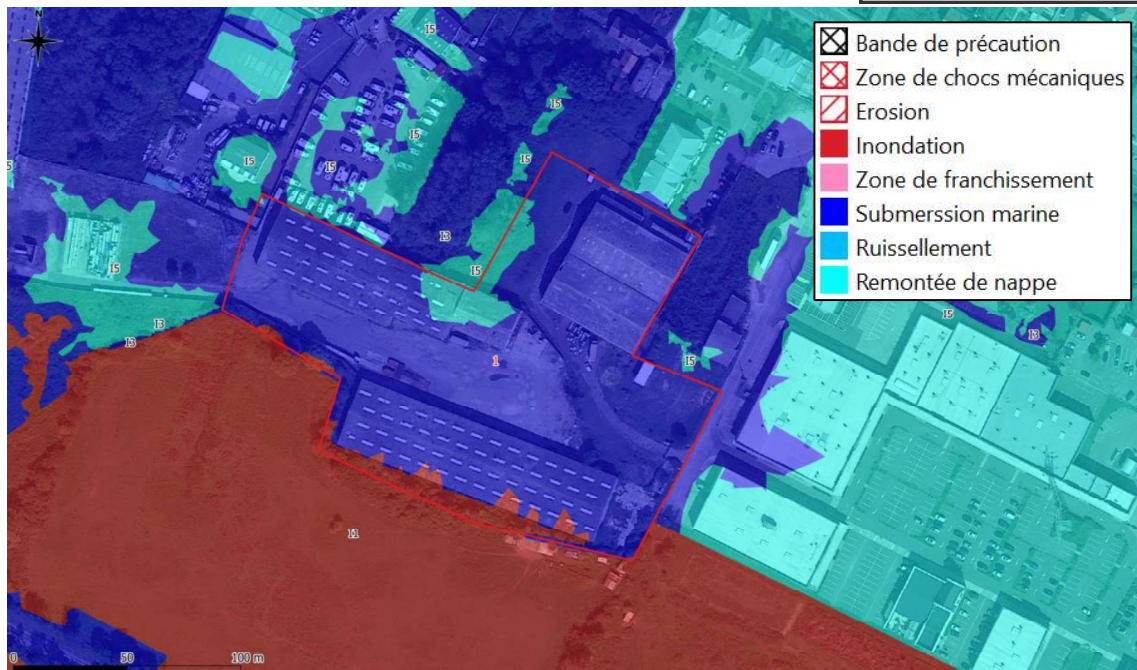 N
Bande de précaution
Zone de chocs mécaniques
Erosion
Inondation
Zone de franchissement
Submerssion marine
Ruissellement
Remontée de nappe
15
15
15
15
15
15
13
15
15
13
13
15
13
1
15
11
0 50 100 m